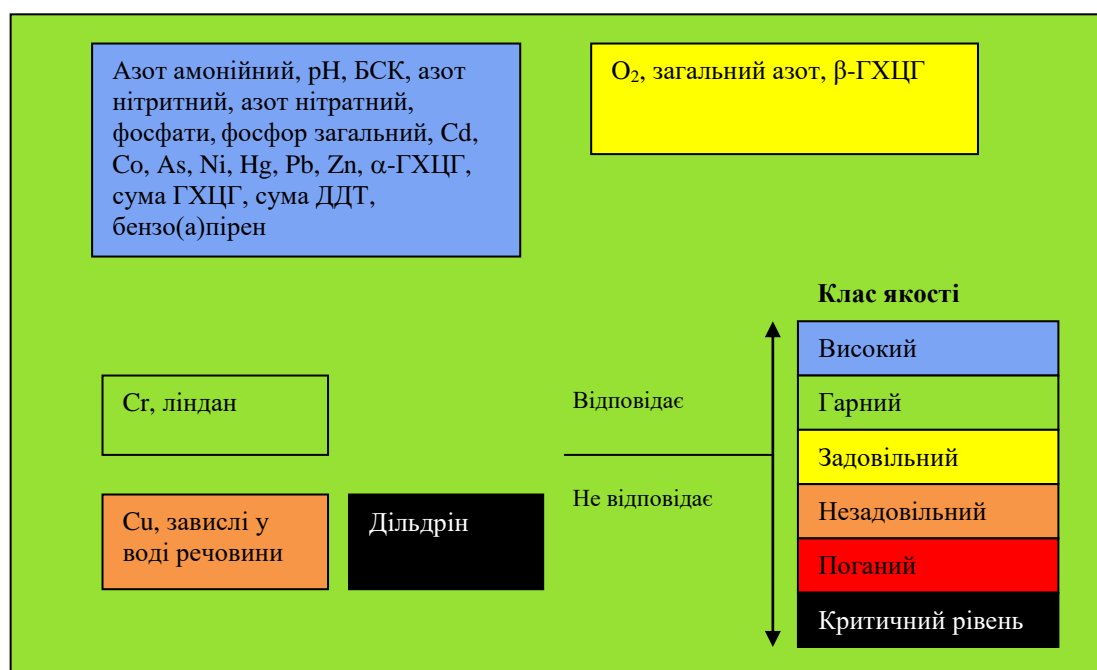 Азот амонійний, рН, БСК, азот
нітритний, азот нітратний,
фосфати, фосфор загальний, Cd,
Co, As, Ni, Hg, Pb, Zn, α-ГХЦГ,
сума ГХЦГ, сума ДДТ,
бензо(а)пірен
O₂, загальний азот, β-ГХЦГ
Клас якості
Високий
Cr, ліндан
Відповідає
Гарний
Задовільний
Cu, завислі у
воді речовини
Дільдрін
Не відповідає
Незадовільний
Поганий
Критичний рівень